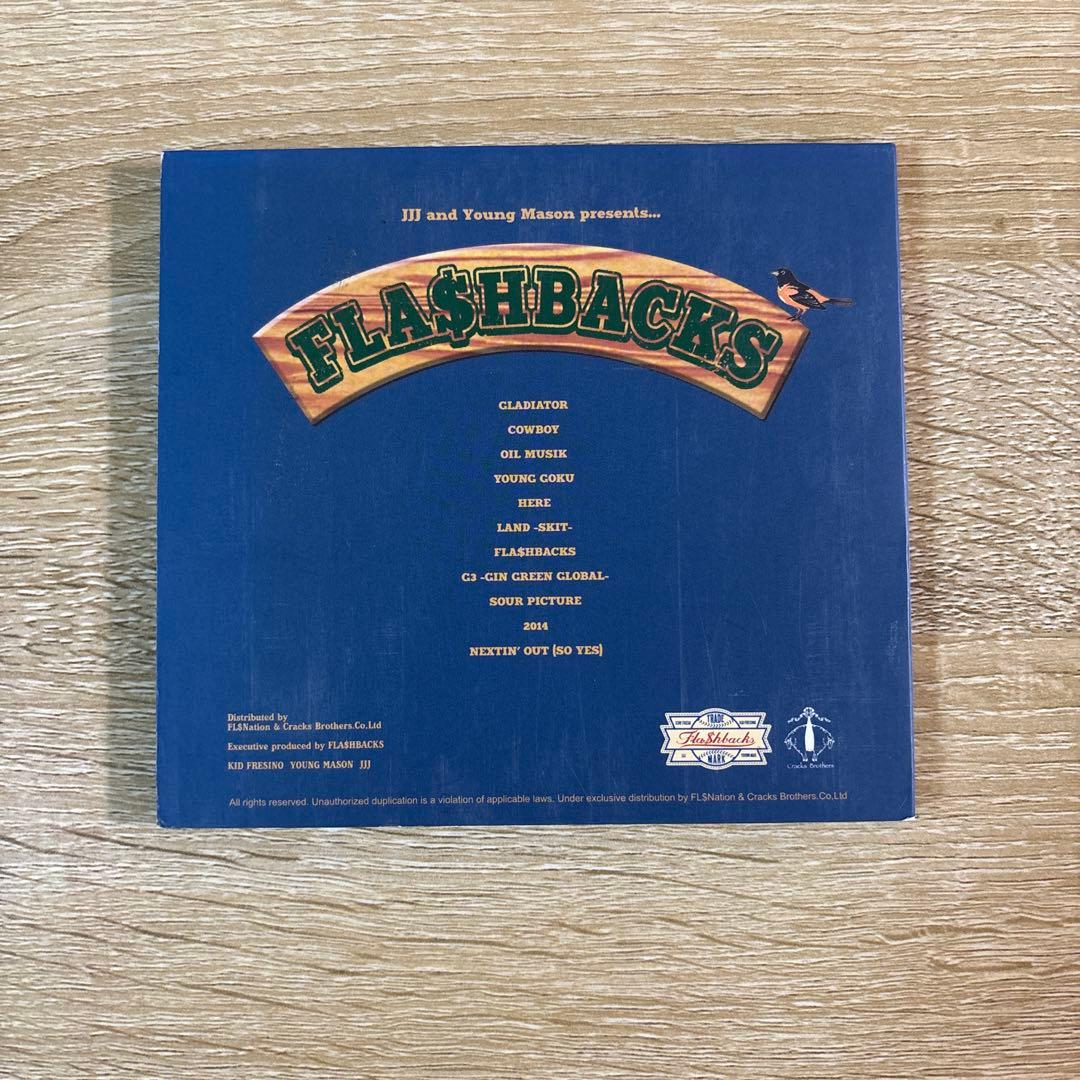 JJJ and Young Mason presents...
FLA$HBACKS
GLADIATOR
COWBOY
OIL MUSIK
YOUNG GOKU
HERE
LAND -SKIT-
FLA$HBACKS
G3 -GIN GREEN GLOBAL-
SOUR PICTURE
2014
NEXTIN' OUT (SO YES)
Distributed by
FL$Nation & Cracks Brothers.Co,Ltd
Executive produced by FLA$HBACKS
KID FRESINO YOUNG MASON JJJ
TRADE
Fla$hbacks
MARK
Cracks Brothers
All rights reserved. Unauthorized duplication is a violation of applicable laws. Under exclusive distribution by FL$Nation & Cracks Brothers.Co,Ltd